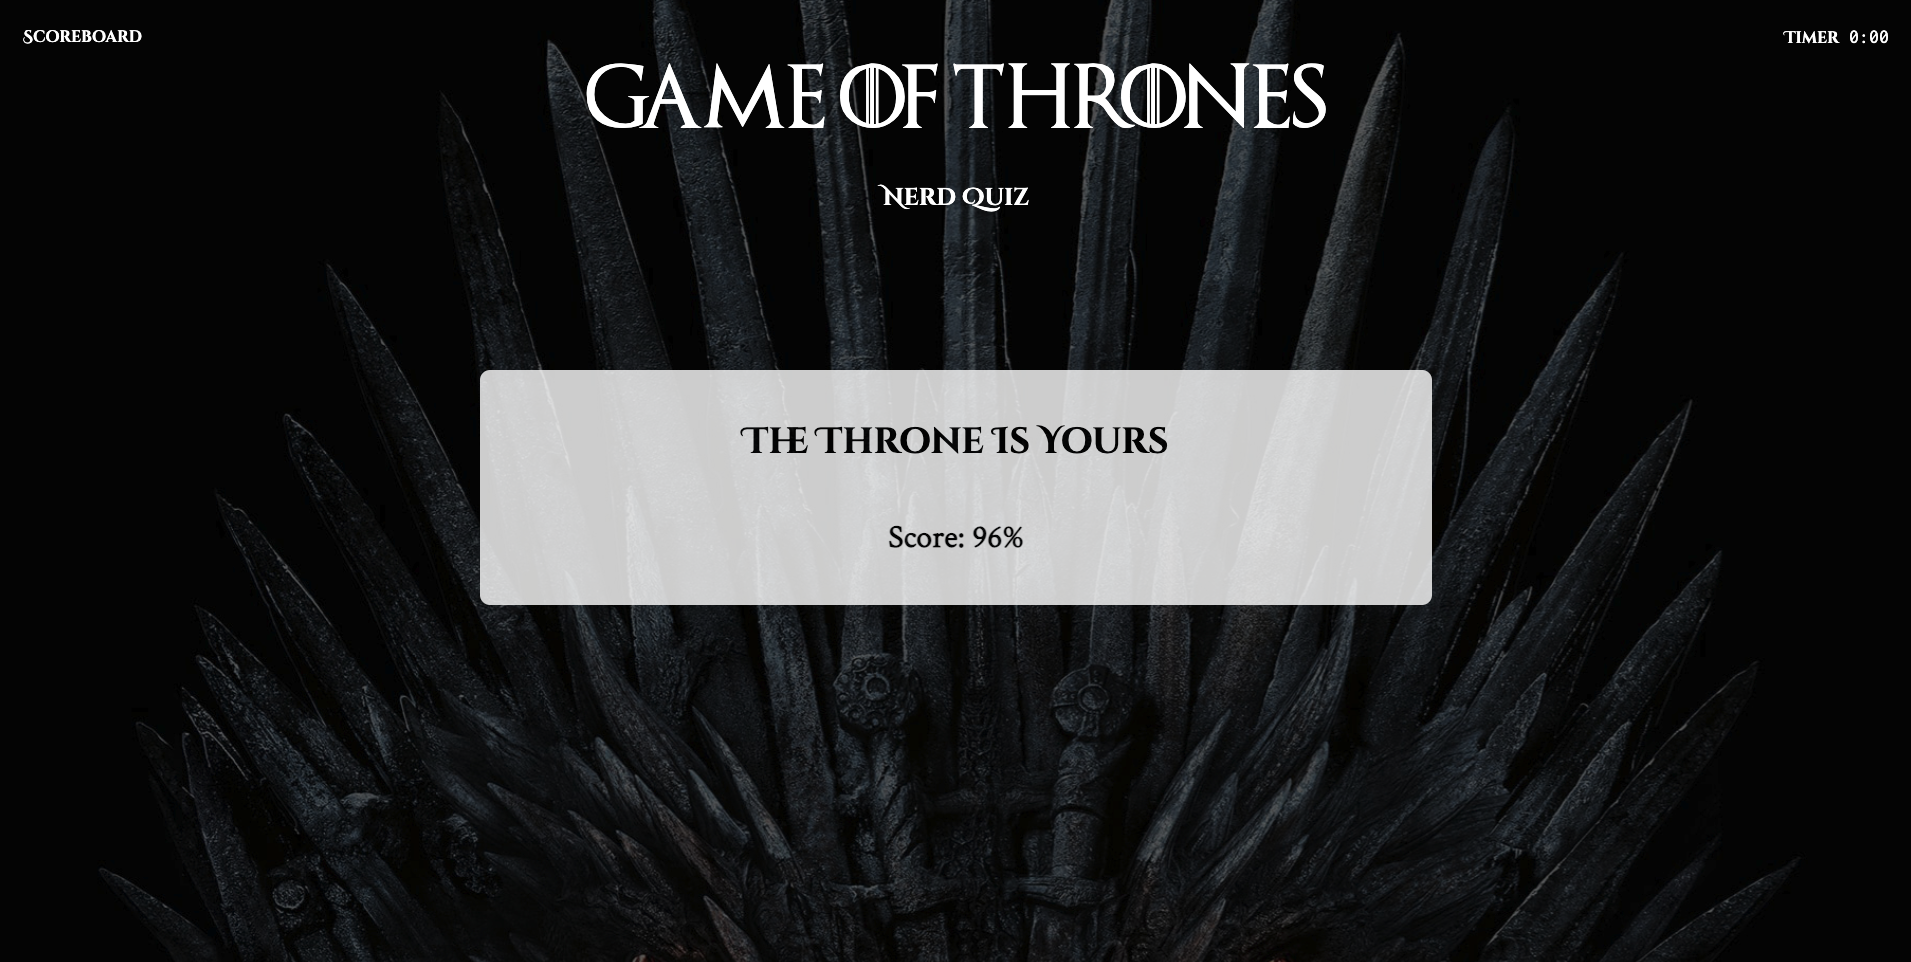 Scoreboard
Timer 0:00
GAME OF THRONES
Nerd Quiz
The Throne Is Yours
Score: 96%